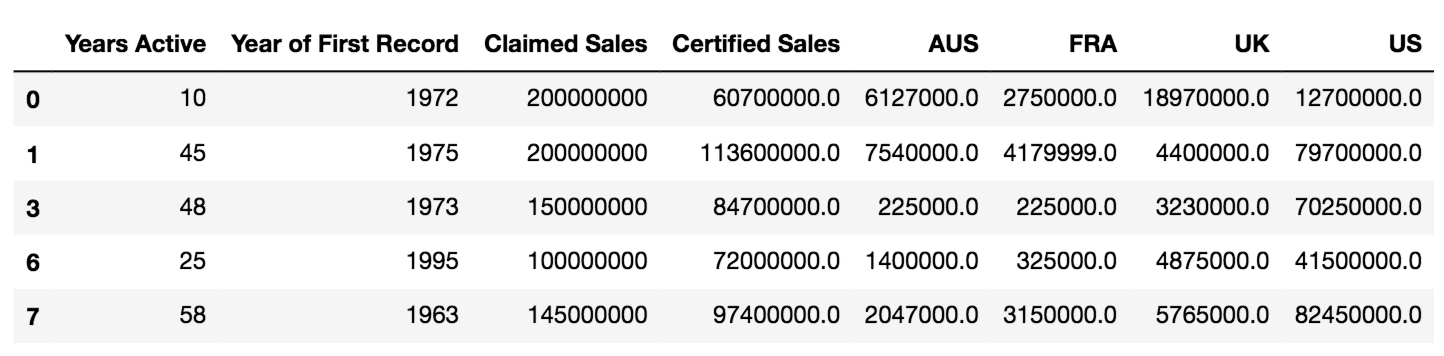 Years Active Year of First Record Claimed Sales Certified Sales AUS FRA UK US
0 10 1972 200000000 60700000.0 6127000.0 2750000.0 18970000.0 12700000.0
1 45 1975 200000000 113600000.0 7540000.0 4179999.0 4400000.0 79700000.0
3 48 1973 150000000 84700000.0 225000.0 225000.0 3230000.0 70250000.0
6 25 1995 100000000 72000000.0 1400000.0 325000.0 4875000.0 41500000.0
7 58 1963 145000000 97400000.0 2047000.0 3150000.0 5765000.0 82450000.0